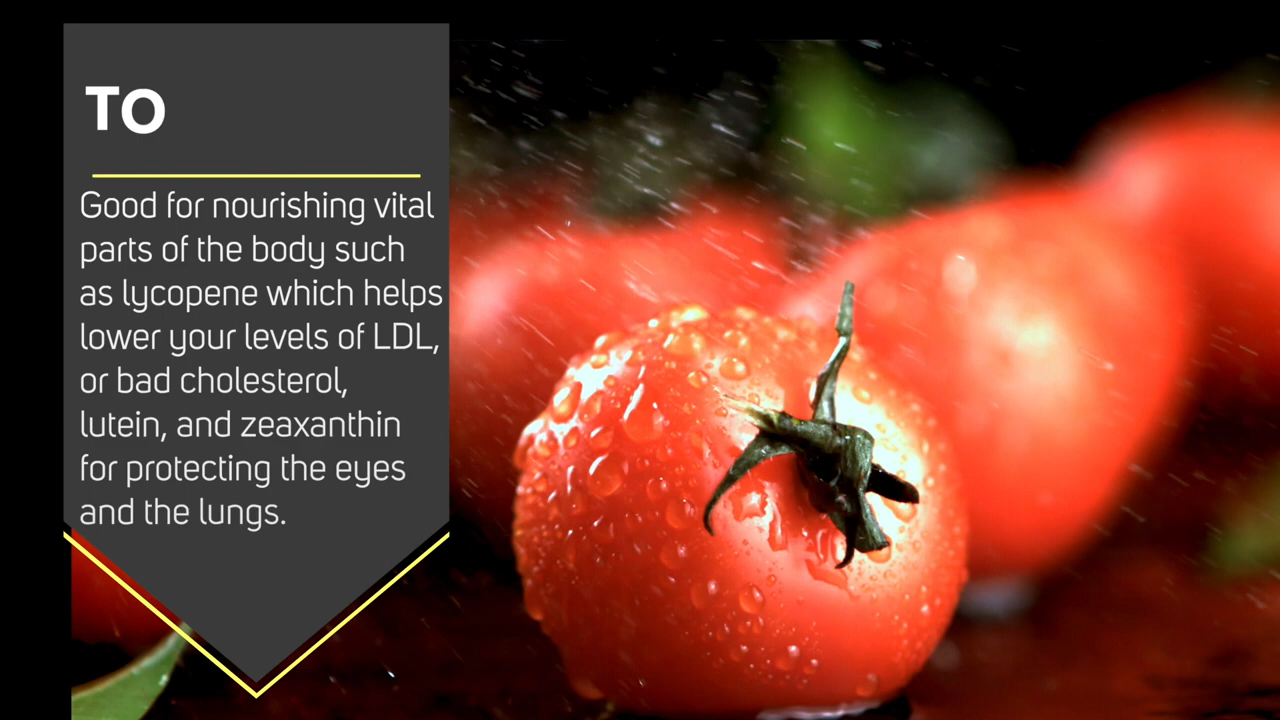 TO
Good for nourishing vital
parts of the body such
as lycopene which helps
lower your levels of LDL,
or bad cholesterol,
lutein, and zeaxanthin
for protecting the eyes
and the lungs.